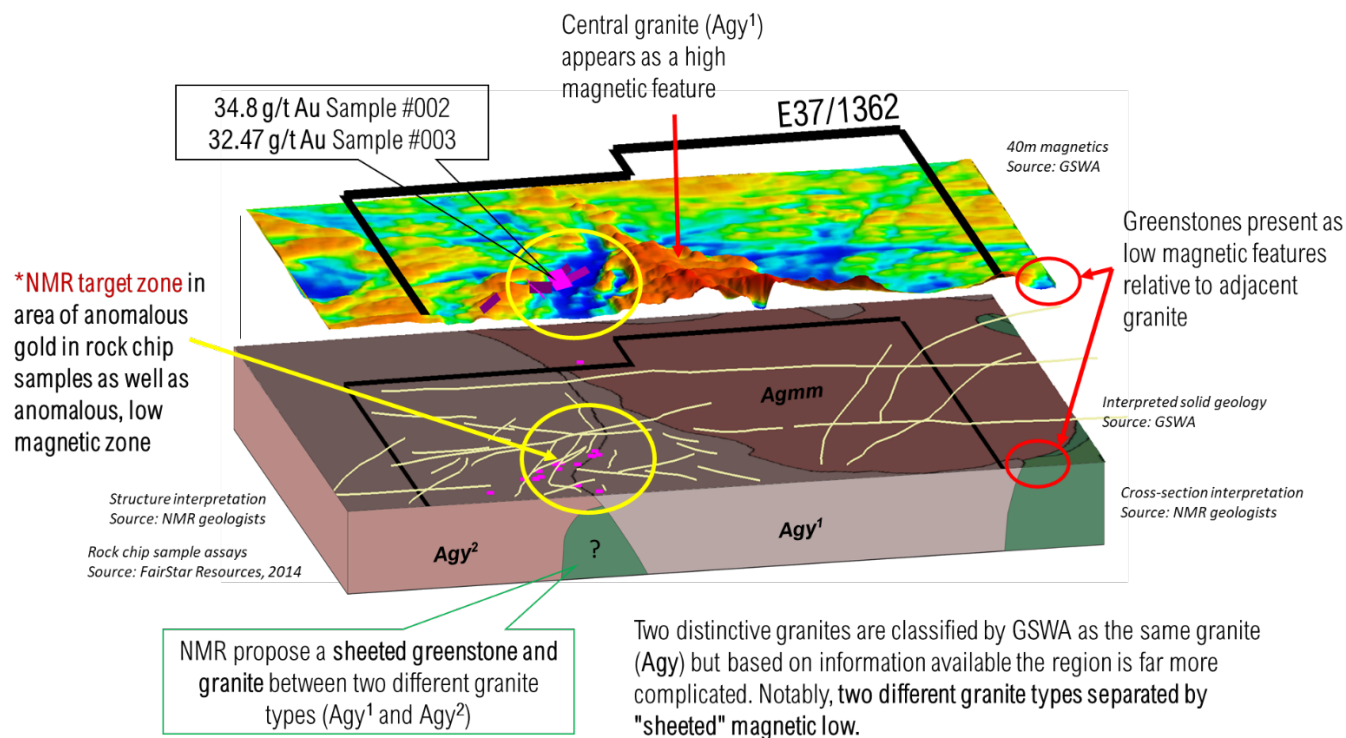 Central granite (Agy¹)
appears as a high
magnetic feature
34.8 g/t Au Sample #002
32.47 g/t Au Sample #003
E37/1362
40m magnetics
Source: GSWA
Greenstones present as
low magnetic features
relative to adjacent
granite
*NMR target zone in
area of anomalous
gold in rock chip
samples as well as
anomalous, low
magnetic zone
Agmm
Interpreted solid geology
Source: GSWA
Structure interpretation
Source: NMR geologists
Cross-section interpretation
Source: NMR geologists
Rock chip sample assays
Source: FairStar Resources, 2014
Agy²
?
Agy¹
NMR propose a sheeted greenstone and
granite between two different granite
types (Agy¹ and Agy²)
Two distinctive granites are classified by GSWA as the same granite
(Agy) but based on information available the region is far more
complicated. Notably, two different granite types separated by
"sheeted" magnetic low.